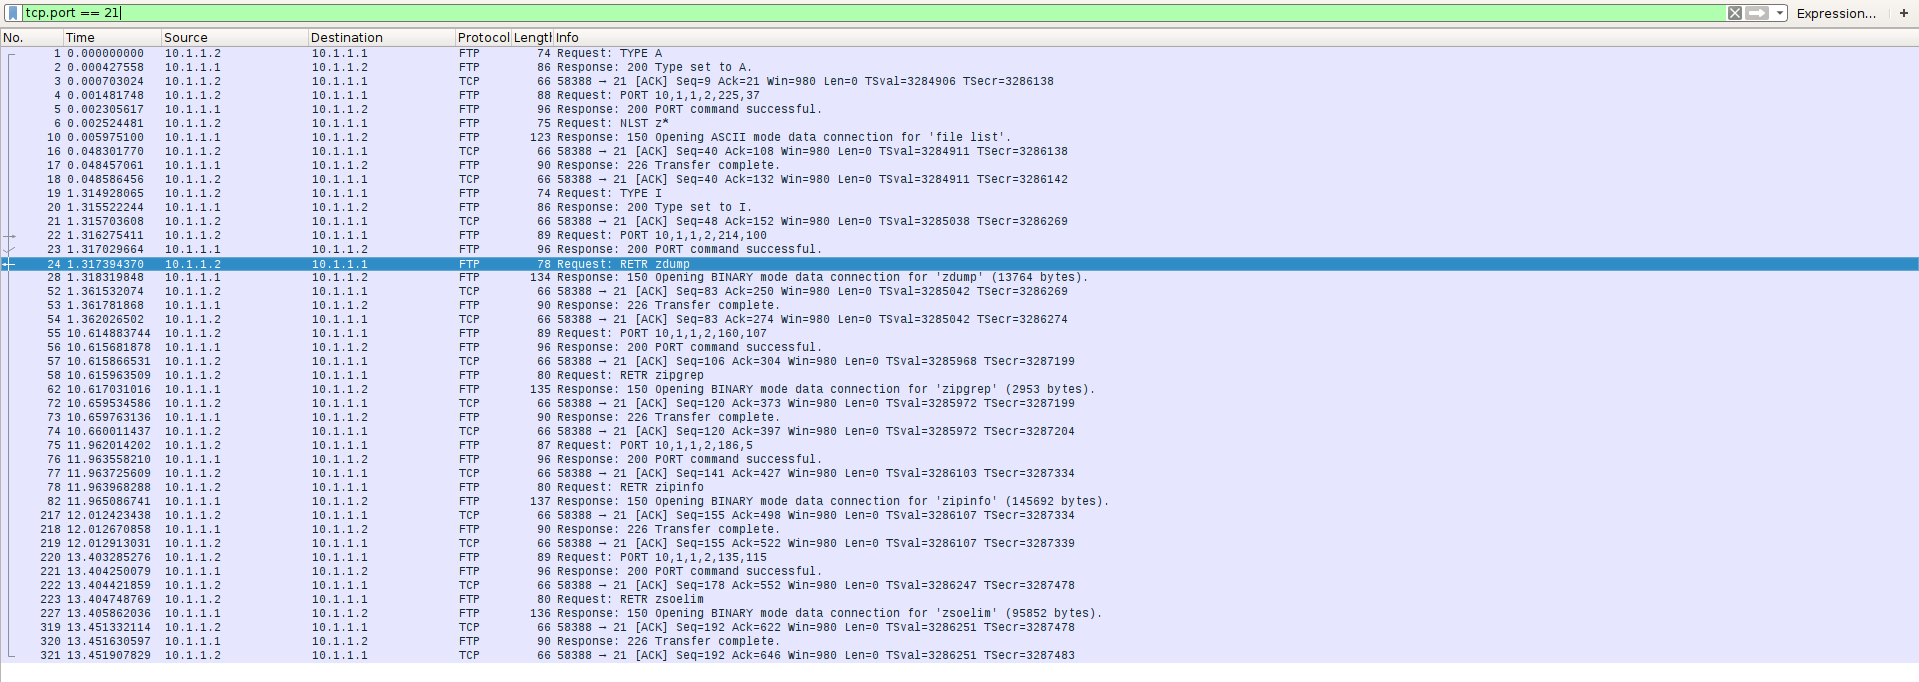 tcp.port == 21
Expression... +
No. Time Source Destination Protocol Length Info
1 0.000000000 10.1.1.2 10.1.1.1 FTP 74 Request: TYPE A
2 0.000427558 10.1.1.1 10.1.1.2 FTP 86 Response: 200 Type set to A.
3 0.000703024 10.1.1.2 10.1.1.1 TCP 66 58388 → 21 [ACK] Seq=9 Ack=21 Win=980 Len=0 TSval=3284906 TSecr=3286138
4 0.001481748 10.1.1.2 10.1.1.1 FTP 88 Request: PORT 10,1,1,2,225,37
5 0.002305617 10.1.1.1 10.1.1.2 FTP 96 Response: 200 PORT command successful.
6 0.002524481 10.1.1.2 10.1.1.1 FTP 75 Request: NLST z*
10 0.005975100 10.1.1.1 10.1.1.2 FTP 123 Response: 150 Opening ASCII mode data connection for 'file list'.
16 0.048301770 10.1.1.2 10.1.1.1 TCP 66 58388 → 21 [ACK] Seq=40 Ack=108 Win=980 Len=0 TSval=3284911 TSecr=3286138
17 0.048457061 10.1.1.1 10.1.1.2 FTP 90 Response: 226 Transfer complete.
18 0.048586456 10.1.1.2 10.1.1.1 TCP 66 58388 → 21 [ACK] Seq=40 Ack=132 Win=980 Len=0 TSval=3284911 TSecr=3286142
19 1.314928065 10.1.1.2 10.1.1.1 FTP 74 Request: TYPE I
20 1.315522244 10.1.1.1 10.1.1.2 FTP 86 Response: 200 Type set to I.
21 1.315703608 10.1.1.2 10.1.1.1 TCP 66 58388 → 21 [ACK] Seq=48 Ack=152 Win=980 Len=0 TSval=3285038 TSecr=3286269
22 1.316275411 10.1.1.2 10.1.1.1 FTP 89 Request: PORT 10,1,1,2,214,100
23 1.317029664 10.1.1.1 10.1.1.2 FTP 96 Response: 200 PORT command successful.
24 1.317394370 10.1.1.2 10.1.1.1 FTP 78 Request: RETR zdump
28 1.318319848 10.1.1.1 10.1.1.2 FTP 134 Response: 150 Opening BINARY mode data connection for 'zdump' (13764 bytes).
52 1.361532074 10.1.1.2 10.1.1.1 TCP 66 58388 → 21 [ACK] Seq=83 Ack=250 Win=980 Len=0 TSval=3285042 TSecr=3286269
53 1.361781868 10.1.1.1 10.1.1.2 FTP 90 Response: 226 Transfer complete.
54 1.362026502 10.1.1.2 10.1.1.1 TCP 66 58388 → 21 [ACK] Seq=83 Ack=274 Win=980 Len=0 TSval=3285042 TSecr=3286274
55 10.614883744 10.1.1.2 10.1.1.1 FTP 89 Request: PORT 10,1,1,2,160,107
56 10.615681878 10.1.1.1 10.1.1.2 FTP 96 Response: 200 PORT command successful.
57 10.615866531 10.1.1.2 10.1.1.1 TCP 66 58388 → 21 [ACK] Seq=106 Ack=304 Win=980 Len=0 TSval=3285968 TSecr=3287199
58 10.615963509 10.1.1.2 10.1.1.1 FTP 80 Request: RETR zipgrep
62 10.617031016 10.1.1.1 10.1.1.2 FTP 135 Response: 150 Opening BINARY mode data connection for 'zipgrep' (2953 bytes).
72 10.659534586 10.1.1.2 10.1.1.1 TCP 66 58388 → 21 [ACK] Seq=120 Ack=373 Win=980 Len=0 TSval=3285972 TSecr=3287199
73 10.659763136 10.1.1.1 10.1.1.2 FTP 90 Response: 226 Transfer complete.
74 10.660011437 10.1.1.2 10.1.1.1 TCP 66 58388 → 21 [ACK] Seq=120 Ack=397 Win=980 Len=0 TSval=3285972 TSecr=3287204
75 11.962014202 10.1.1.2 10.1.1.1 FTP 87 Request: PORT 10,1,1,2,186,5
76 11.963558210 10.1.1.1 10.1.1.2 FTP 96 Response: 200 PORT command successful.
77 11.963725609 10.1.1.2 10.1.1.1 TCP 66 58388 → 21 [ACK] Seq=141 Ack=427 Win=980 Len=0 TSval=3286103 TSecr=3287334
78 11.963968288 10.1.1.2 10.1.1.1 FTP 80 Request: RETR zipinfo
82 11.965086741 10.1.1.1 10.1.1.2 FTP 137 Response: 150 Opening BINARY mode data connection for 'zipinfo' (145692 bytes).
217 12.012423438 10.1.1.2 10.1.1.1 TCP 66 58388 → 21 [ACK] Seq=155 Ack=498 Win=980 Len=0 TSval=3286107 TSecr=3287334
218 12.012670858 10.1.1.1 10.1.1.2 FTP 90 Response: 226 Transfer complete.
219 12.012913031 10.1.1.2 10.1.1.1 TCP 66 58388 → 21 [ACK] Seq=155 Ack=522 Win=980 Len=0 TSval=3286107 TSecr=3287339
220 13.403285276 10.1.1.2 10.1.1.1 FTP 89 Request: PORT 10,1,1,2,135,115
221 13.404250079 10.1.1.1 10.1.1.2 FTP 96 Response: 200 PORT command successful.
222 13.404421859 10.1.1.2 10.1.1.1 TCP 66 58388 → 21 [ACK] Seq=178 Ack=552 Win=980 Len=0 TSval=3286247 TSecr=3287478
223 13.404748769 10.1.1.2 10.1.1.1 FTP 80 Request: RETR zsoelim
227 13.405862036 10.1.1.1 10.1.1.2 FTP 136 Response: 150 Opening BINARY mode data connection for 'zsoelim' (95852 bytes).
319 13.451332114 10.1.1.2 10.1.1.1 TCP 66 58388 → 21 [ACK] Seq=192 Ack=622 Win=980 Len=0 TSval=3286251 TSecr=3287478
320 13.451630597 10.1.1.1 10.1.1.2 FTP 90 Response: 226 Transfer complete.
321 13.451907829 10.1.1.2 10.1.1.1 TCP 66 58388 → 21 [ACK] Seq=192 Ack=646 Win=980 Len=0 TSval=3286251 TSecr=3287483